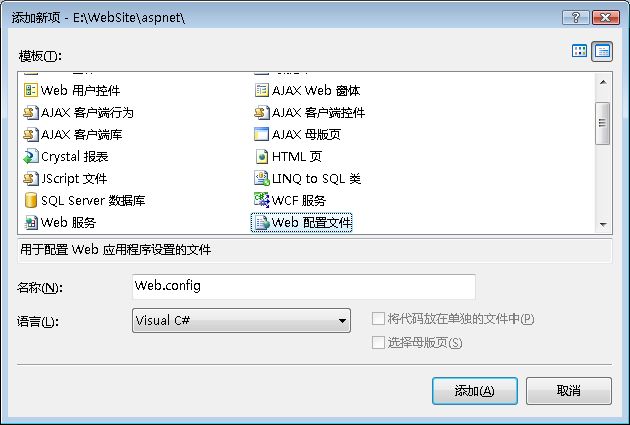 添加新项 - E:\WebSite\aspnet\
模板(T):
Web 用户控件
AJAX Web 窗体
AJAX 客户端行为
AJAX 客户端控件
AJAX 客户端库
AJAX 母版页
Crystal 报表
HTML 页
JScript 文件
LINQ to SQL 类
SQL Server 数据库
WCF 服务
Web 服务
Web 配置文件
用于配置 Web 应用程序设置的文件
名称(N):
Web.config
语言(L):
Visual C#
将代码放在单独的文件中(P)
选择母版页(S)
添加(A)
取消